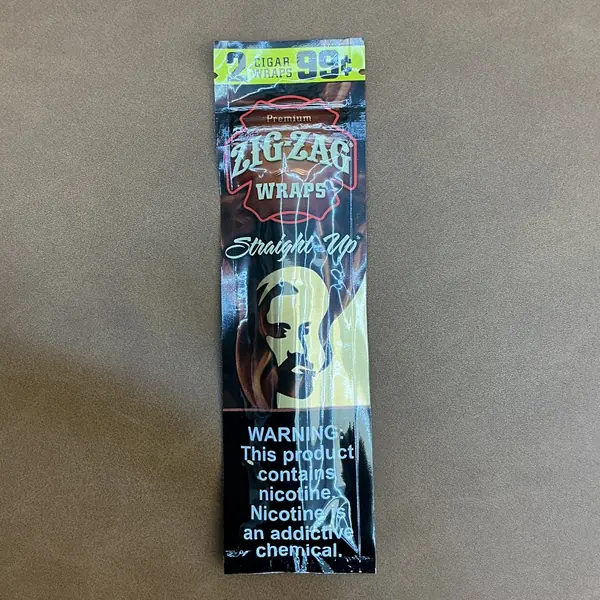 2 CIGAR WRAPS 99¢
Premium
ZIG-ZAG
WRAPS
Straight Up
WARNING:
This product
contains
nicotine.
Nicotine is
an addictive
chemical.